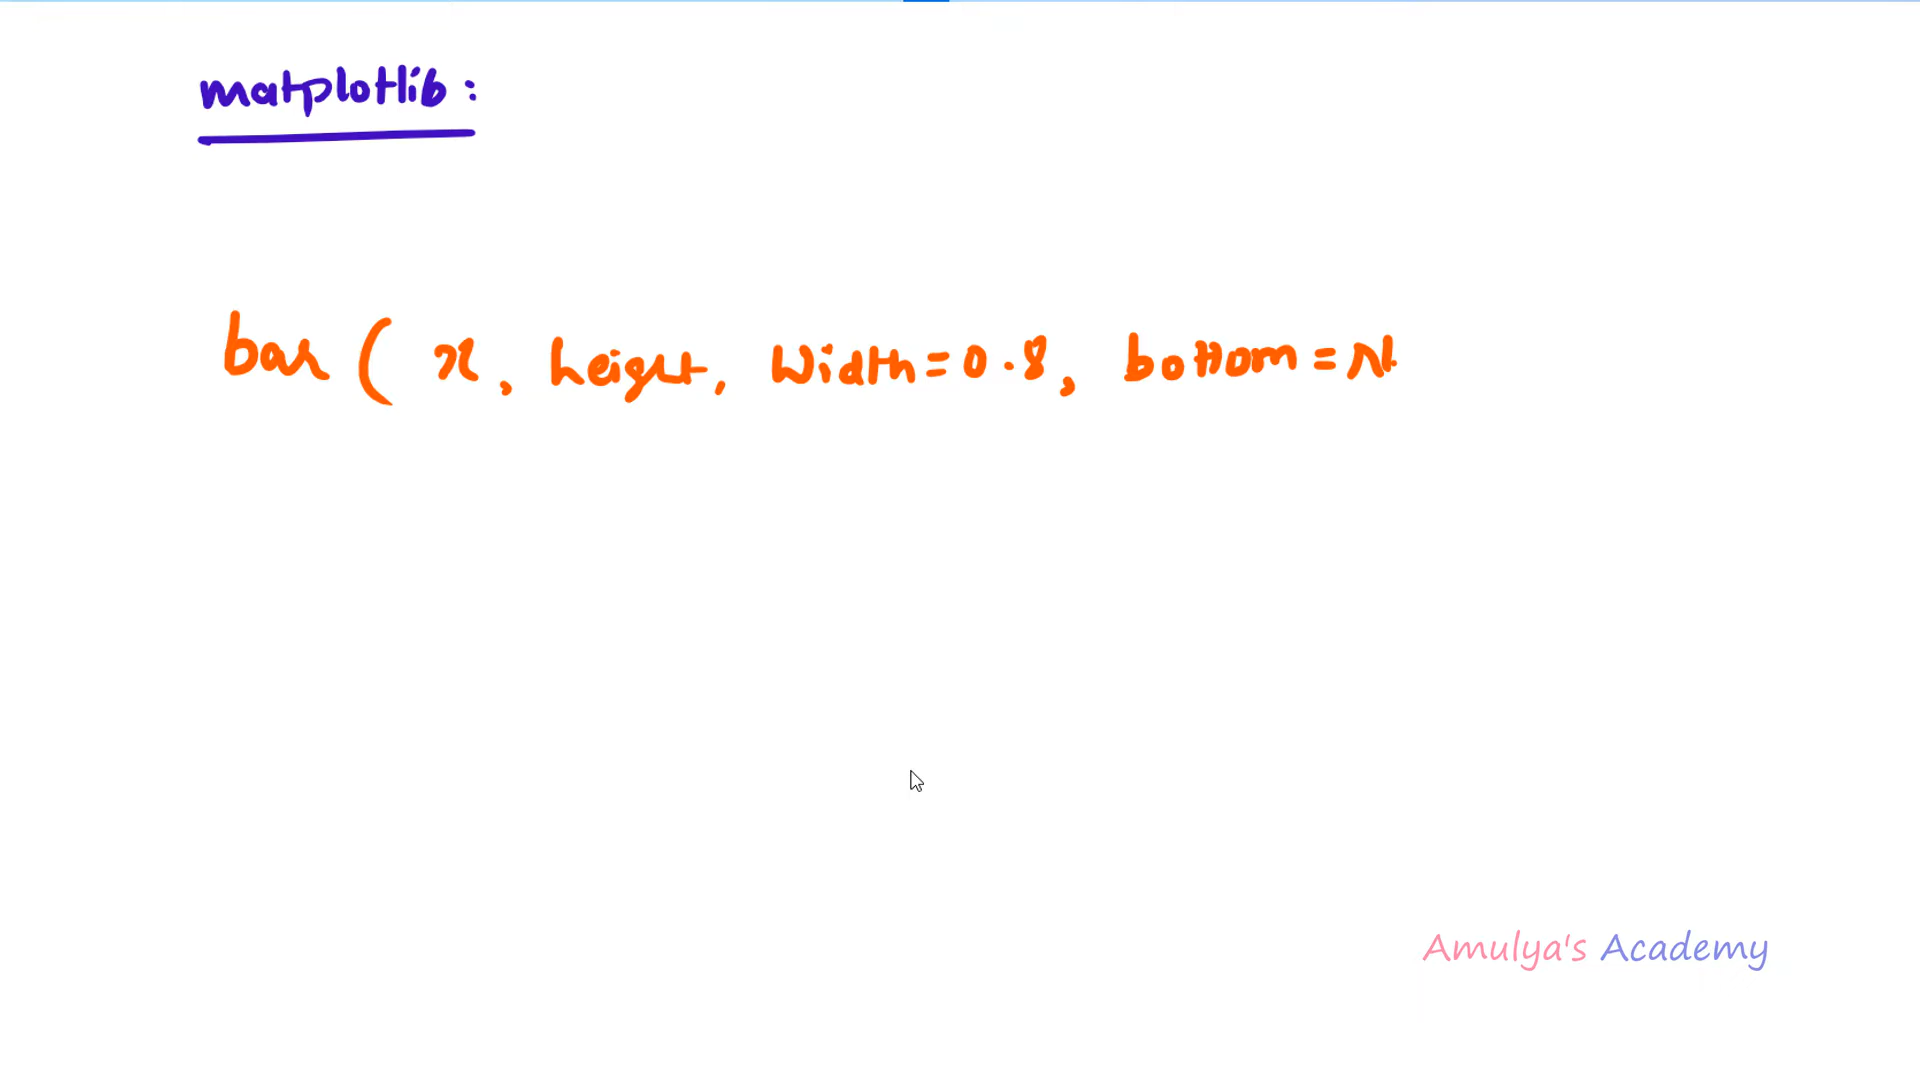 matplotlib :
bar ( x, height, width=0.8, bottom=
Amulya's Academy